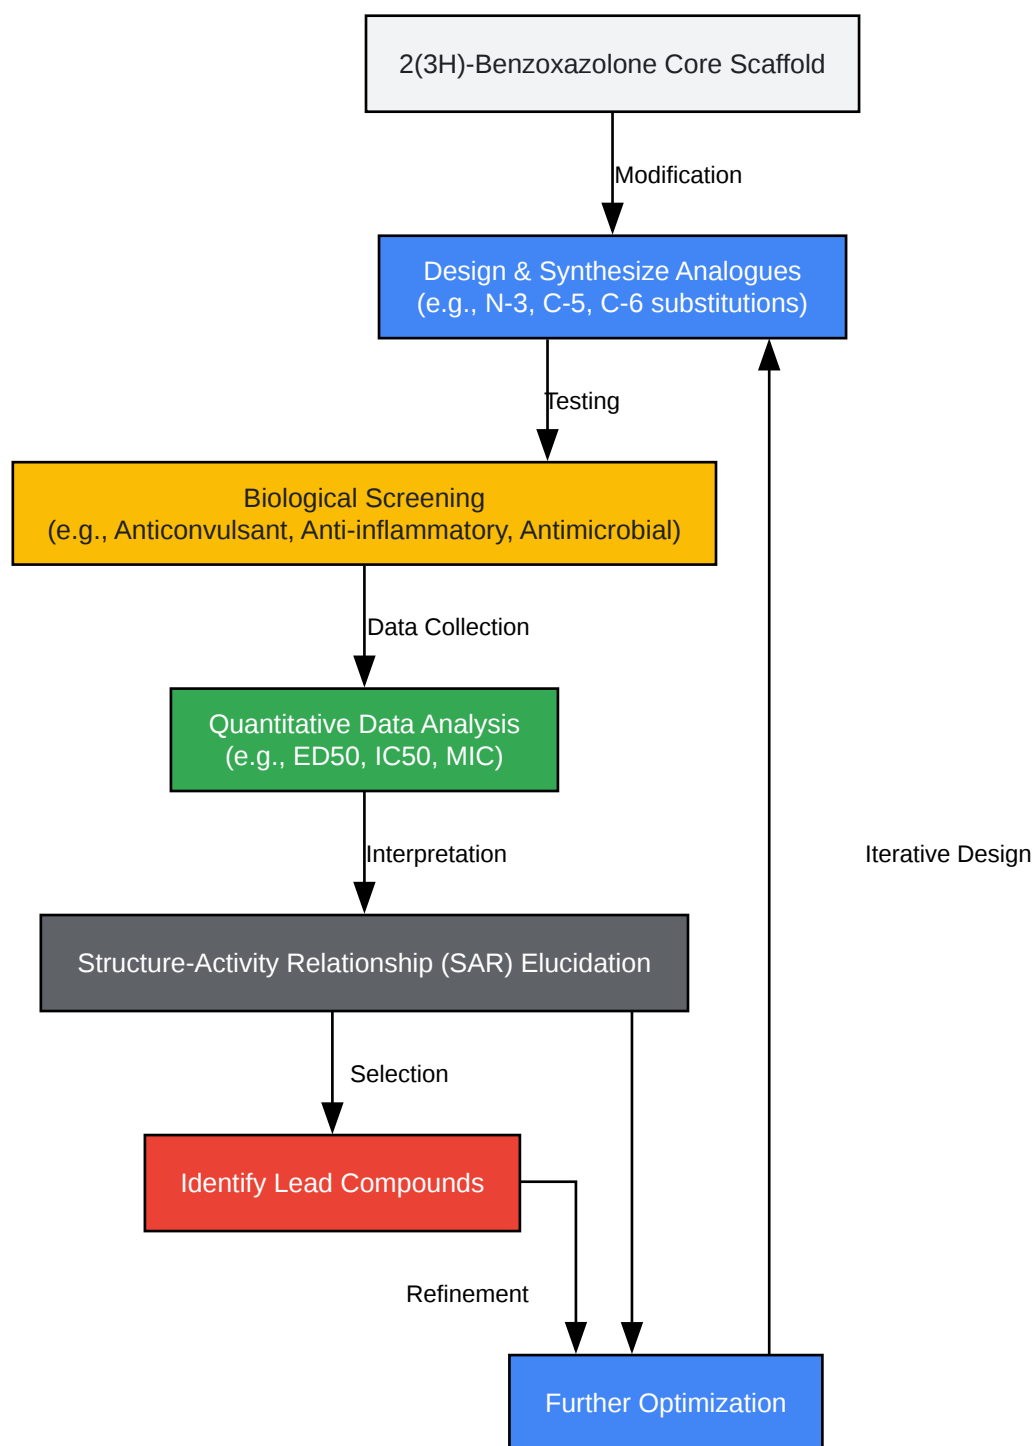 2(3H)-Benzoxazolone Core Scaffold
Modification
Design & Synthesize Analogues
(e.g., N-3, C-5, C-6 substitutions)
Testing
Biological Screening
(e.g., Anticonvulsant, Anti-inflammatory, Antimicrobial)
Data Collection
Quantitative Data Analysis
(e.g., ED50, IC50, MIC)
Interpretation
Iterative Design
Structure-Activity Relationship (SAR) Elucidation
Selection
Identify Lead Compounds
Refinement
Further Optimization